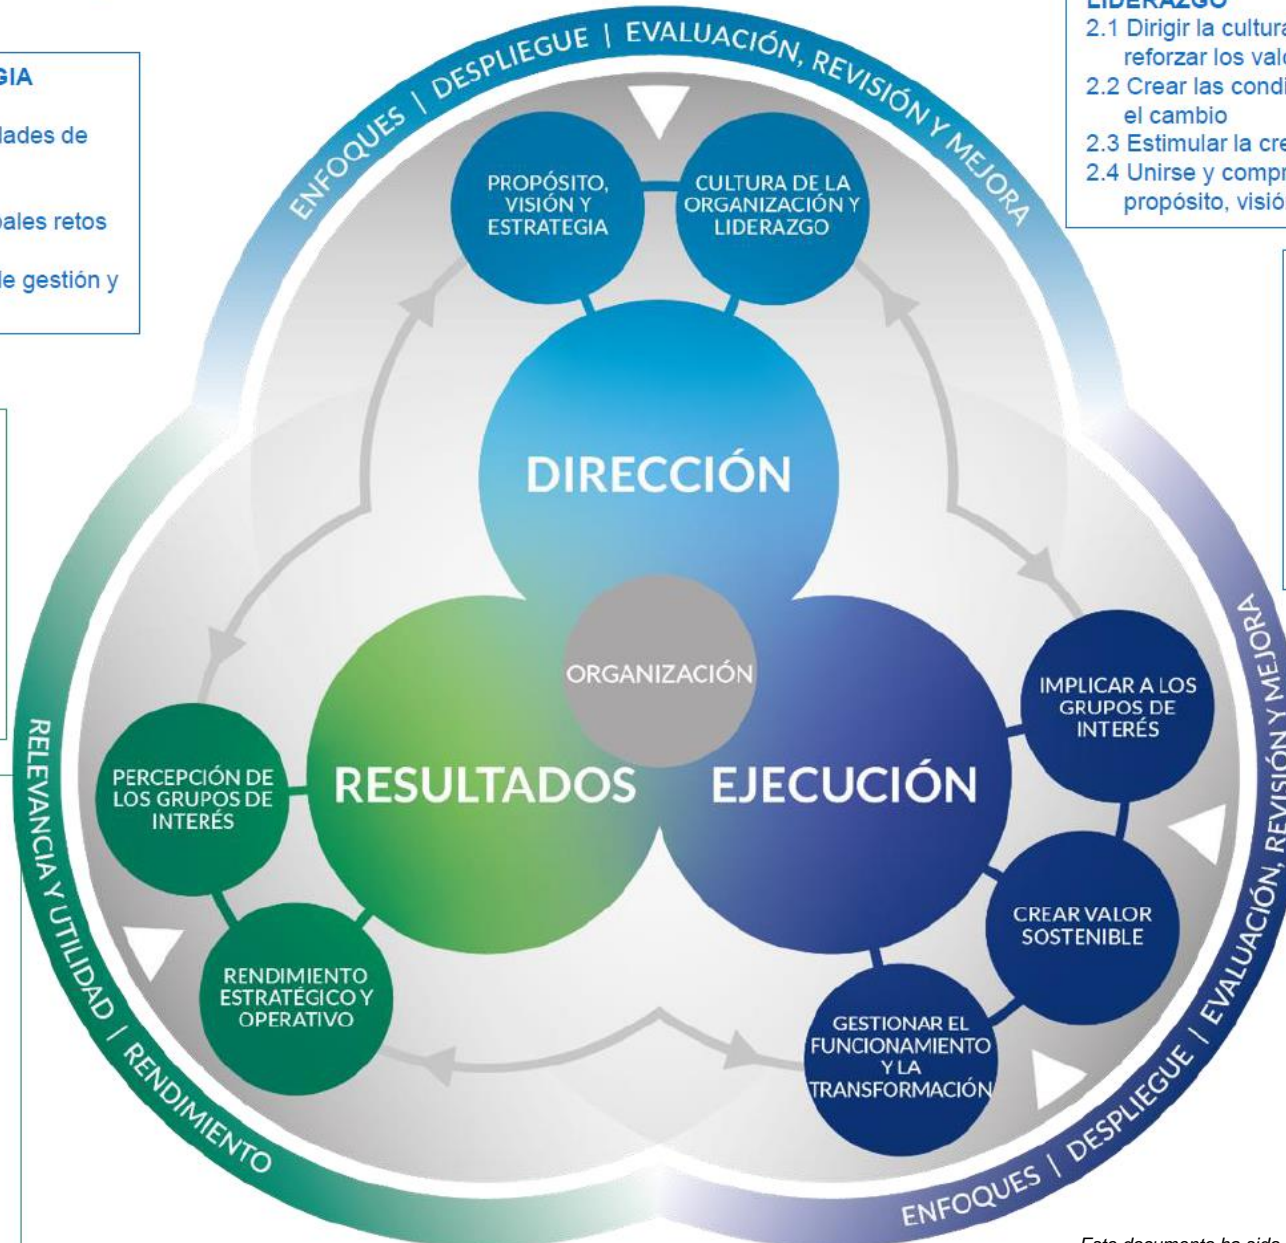 GIA
dades de
pales retos
de gestión y
LIDERAZGO
2.1 Dirigir la cultura
reforzar los valo
2.2 Crear las condi
el cambio
2.3 Estimular la cre
2.4 Unirse y compr
propósito, visió
ENFOQUES | DESPLIEGUE | EVALUACIÓN, REVISIÓN Y MEJORA
PROPÓSITO,
VISIÓN Y
ESTRATEGIA
CULTURA DE LA
ORGANIZACIÓN Y
LIDERAZGO
DIRECCIÓN
ORGANIZACIÓN
RESULTADOS
EJECUCIÓN
IMPLICAR A LOS
GRUPOS DE
INTERÉS
CREAR VALOR
SOSTENIBLE
GESTIONAR EL
FUNCIONAMIENTO
Y LA
TRANSFORMACIÓN
PERCEPCIÓN DE
LOS GRUPOS DE
INTERÉS
RENDIMIENTO
ESTRATÉGICO Y
OPERATIVO
RELEVANCIA Y UTILIDAD | RENDIMIENTO
ENFOQUES | DESPLIEGUE | EVALUACIÓN, REVISIÓN Y MEJORA
Este documento ha sido